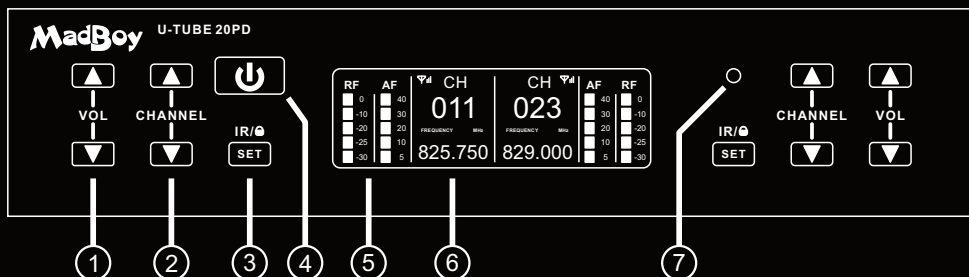 MadBoy U-TUBE 20PD
VOL
CHANNEL
IR/
SET
RF AF CH CH AF RF
0 40 011 023 40 0
-10 30 30 -10
-20 20 FREQUENCY MHz FREQUENCY MHz 20 -20
-25 10 10 -25
-30 5 825.750 829.000 5 -30
IR/
SET
CHANNEL
VOL
1 2 3 4 5 6 7